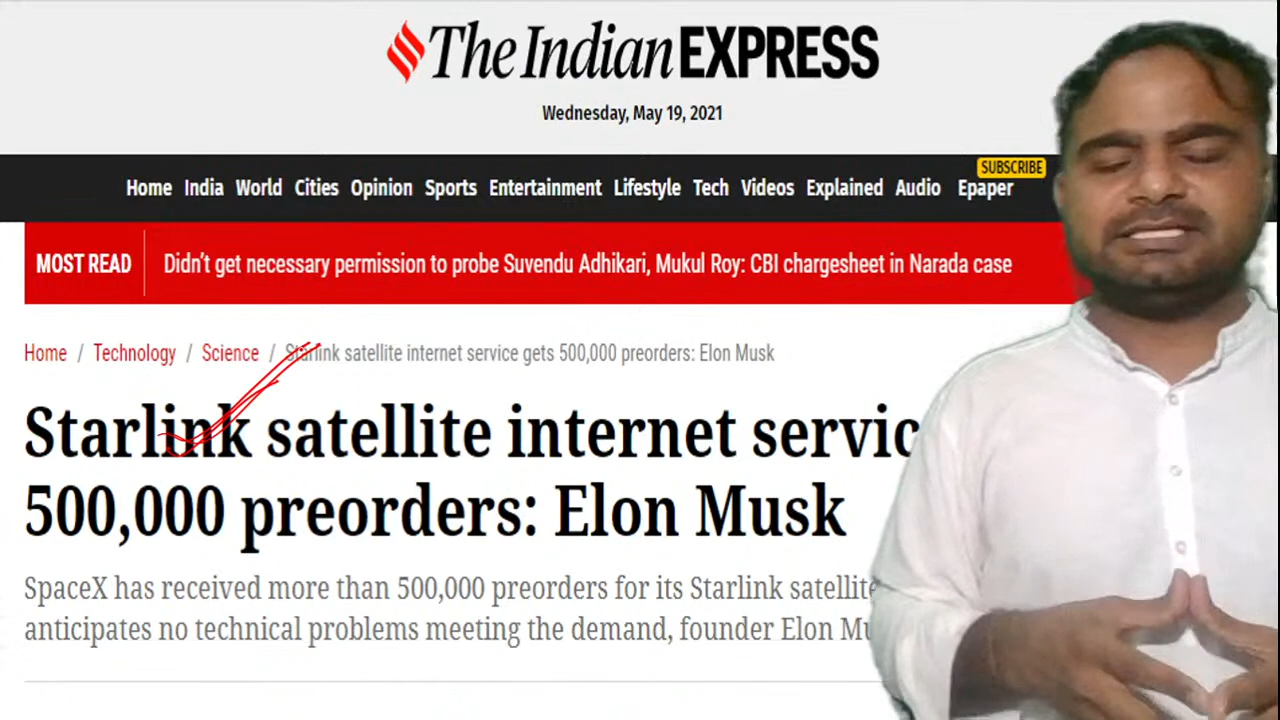 The Indian EXPRESS
Wednesday, May 19, 2021
SUBSCRIBE
Home India World Cities Opinion Sports Entertainment Lifestyle Tech Videos Explained Audio Epaper
MOST READ Didn't get necessary permission to probe Suvendu Adhikari, Mukul Roy: CBI chargesheet in Narada case
Home / Technology / Science / Starlink satellite internet service gets 500,000 preorders: Elon Musk
Starlink satellite internet servic
500,000 preorders: Elon Musk
SpaceX has received more than 500,000 preorders for its Starlink satellite
anticipates no technical problems meeting the demand, founder Elon Mu